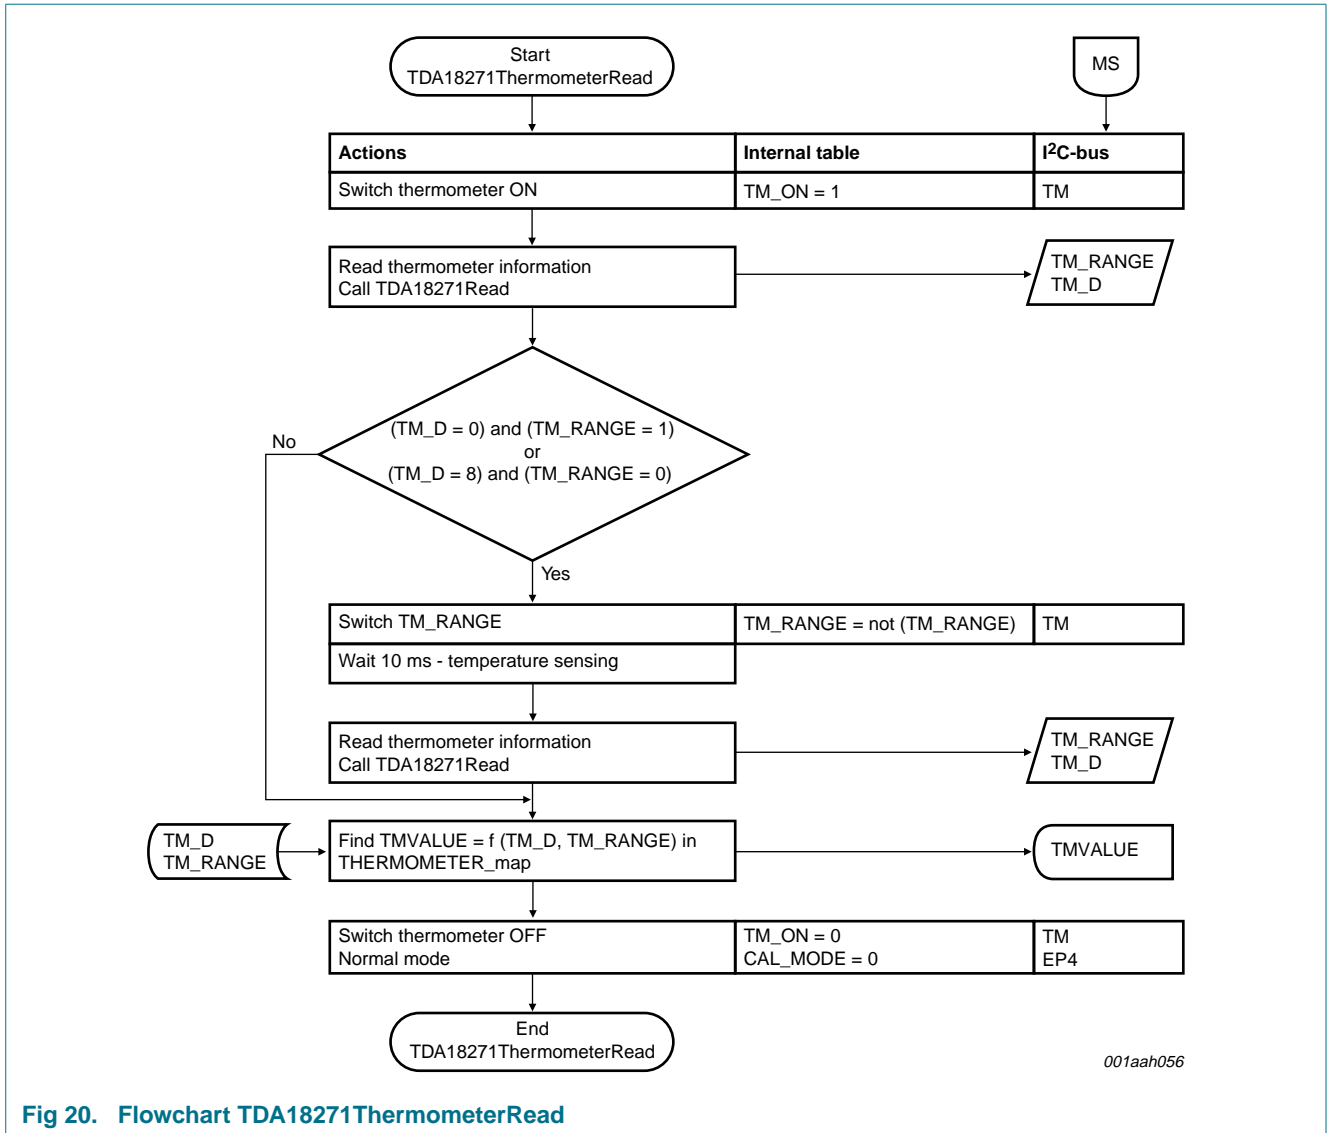 Start
TDA18271ThermometerRead
MS
Actions
Internal table
I2C-bus
Switch thermometer ON
TM_ON = 1
TM
Read thermometer information
Call TDA18271Read
TM_RANGE
TM_D
(TM_D = 0) and (TM_RANGE = 1)
or
(TM_D = 8) and (TM_RANGE = 0)
No
Yes
Switch TM_RANGE
TM_RANGE = not (TM_RANGE)
TM
Wait 10 ms - temperature sensing
Read thermometer information
Call TDA18271Read
TM_RANGE
TM_D
TM_D
TM_RANGE
Find TMVALUE = f (TM_D, TM_RANGE) in
THERMOMETER_map
TMVALUE
Switch thermometer OFF
Normal mode
TM_ON = 0
CAL_MODE = 0
TM
EP4
End
TDA18271ThermometerRead
001aah056
Fig 20. Flowchart TDA18271ThermometerRead